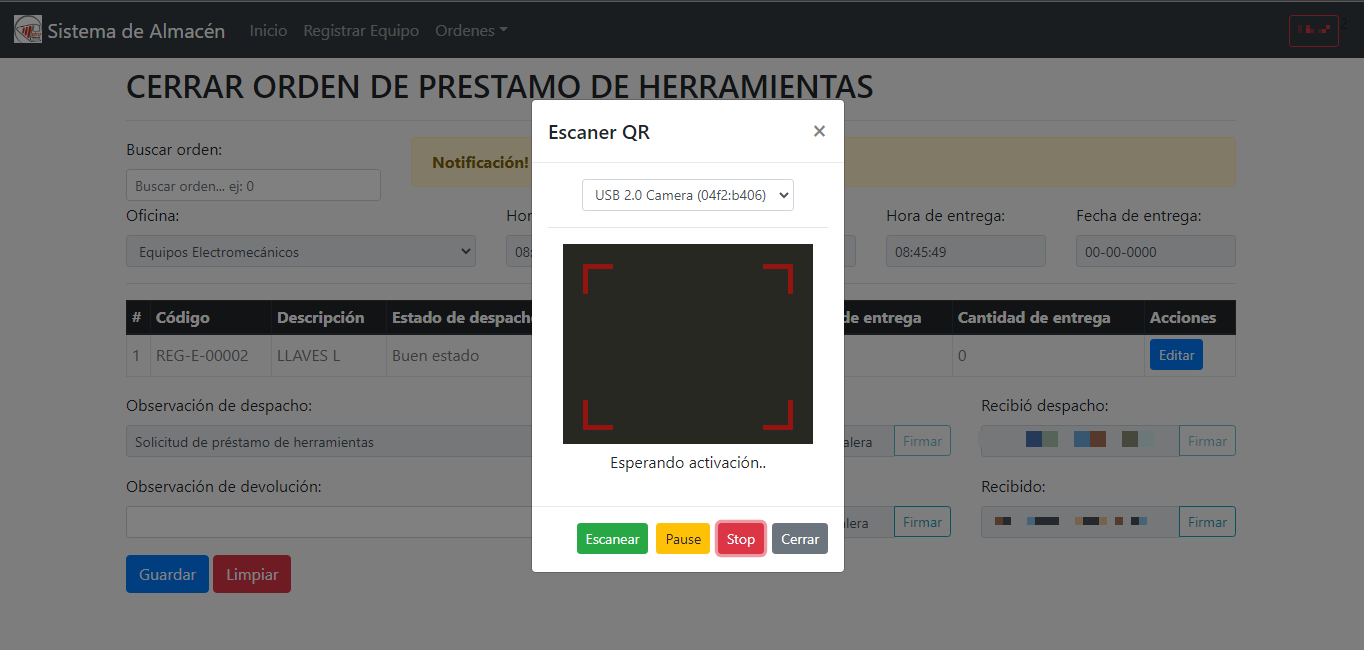 Sistema de Almacén Inicio Registrar Equipo Ordenes
CERRAR ORDEN DE PRESTAMO DE HERRAMIENTAS
Buscar orden:
Buscar orden... ej: 0
Notificación!
Oficina:
Equipos Electromecánicos
Hora de entrega:
08:45:49
Fecha de entrega:
00-00-0000
# Código Descripción Estado de despacho de entrega Cantidad de entrega Acciones
1 REG-E-00002 LLAVES L Buen estado 0 Editar
Observación de despacho:
Solicitud de préstamo de herramientas
Firmar
Recibió despacho:
Firmar
Observación de devolución:
Firmar
Recibido:
Firmar
Guardar Limpiar
Escaner QR ×
USB 2.0 Camera (04f2:b406)
Esperando activación..
Escanear Pause Stop Cerrar